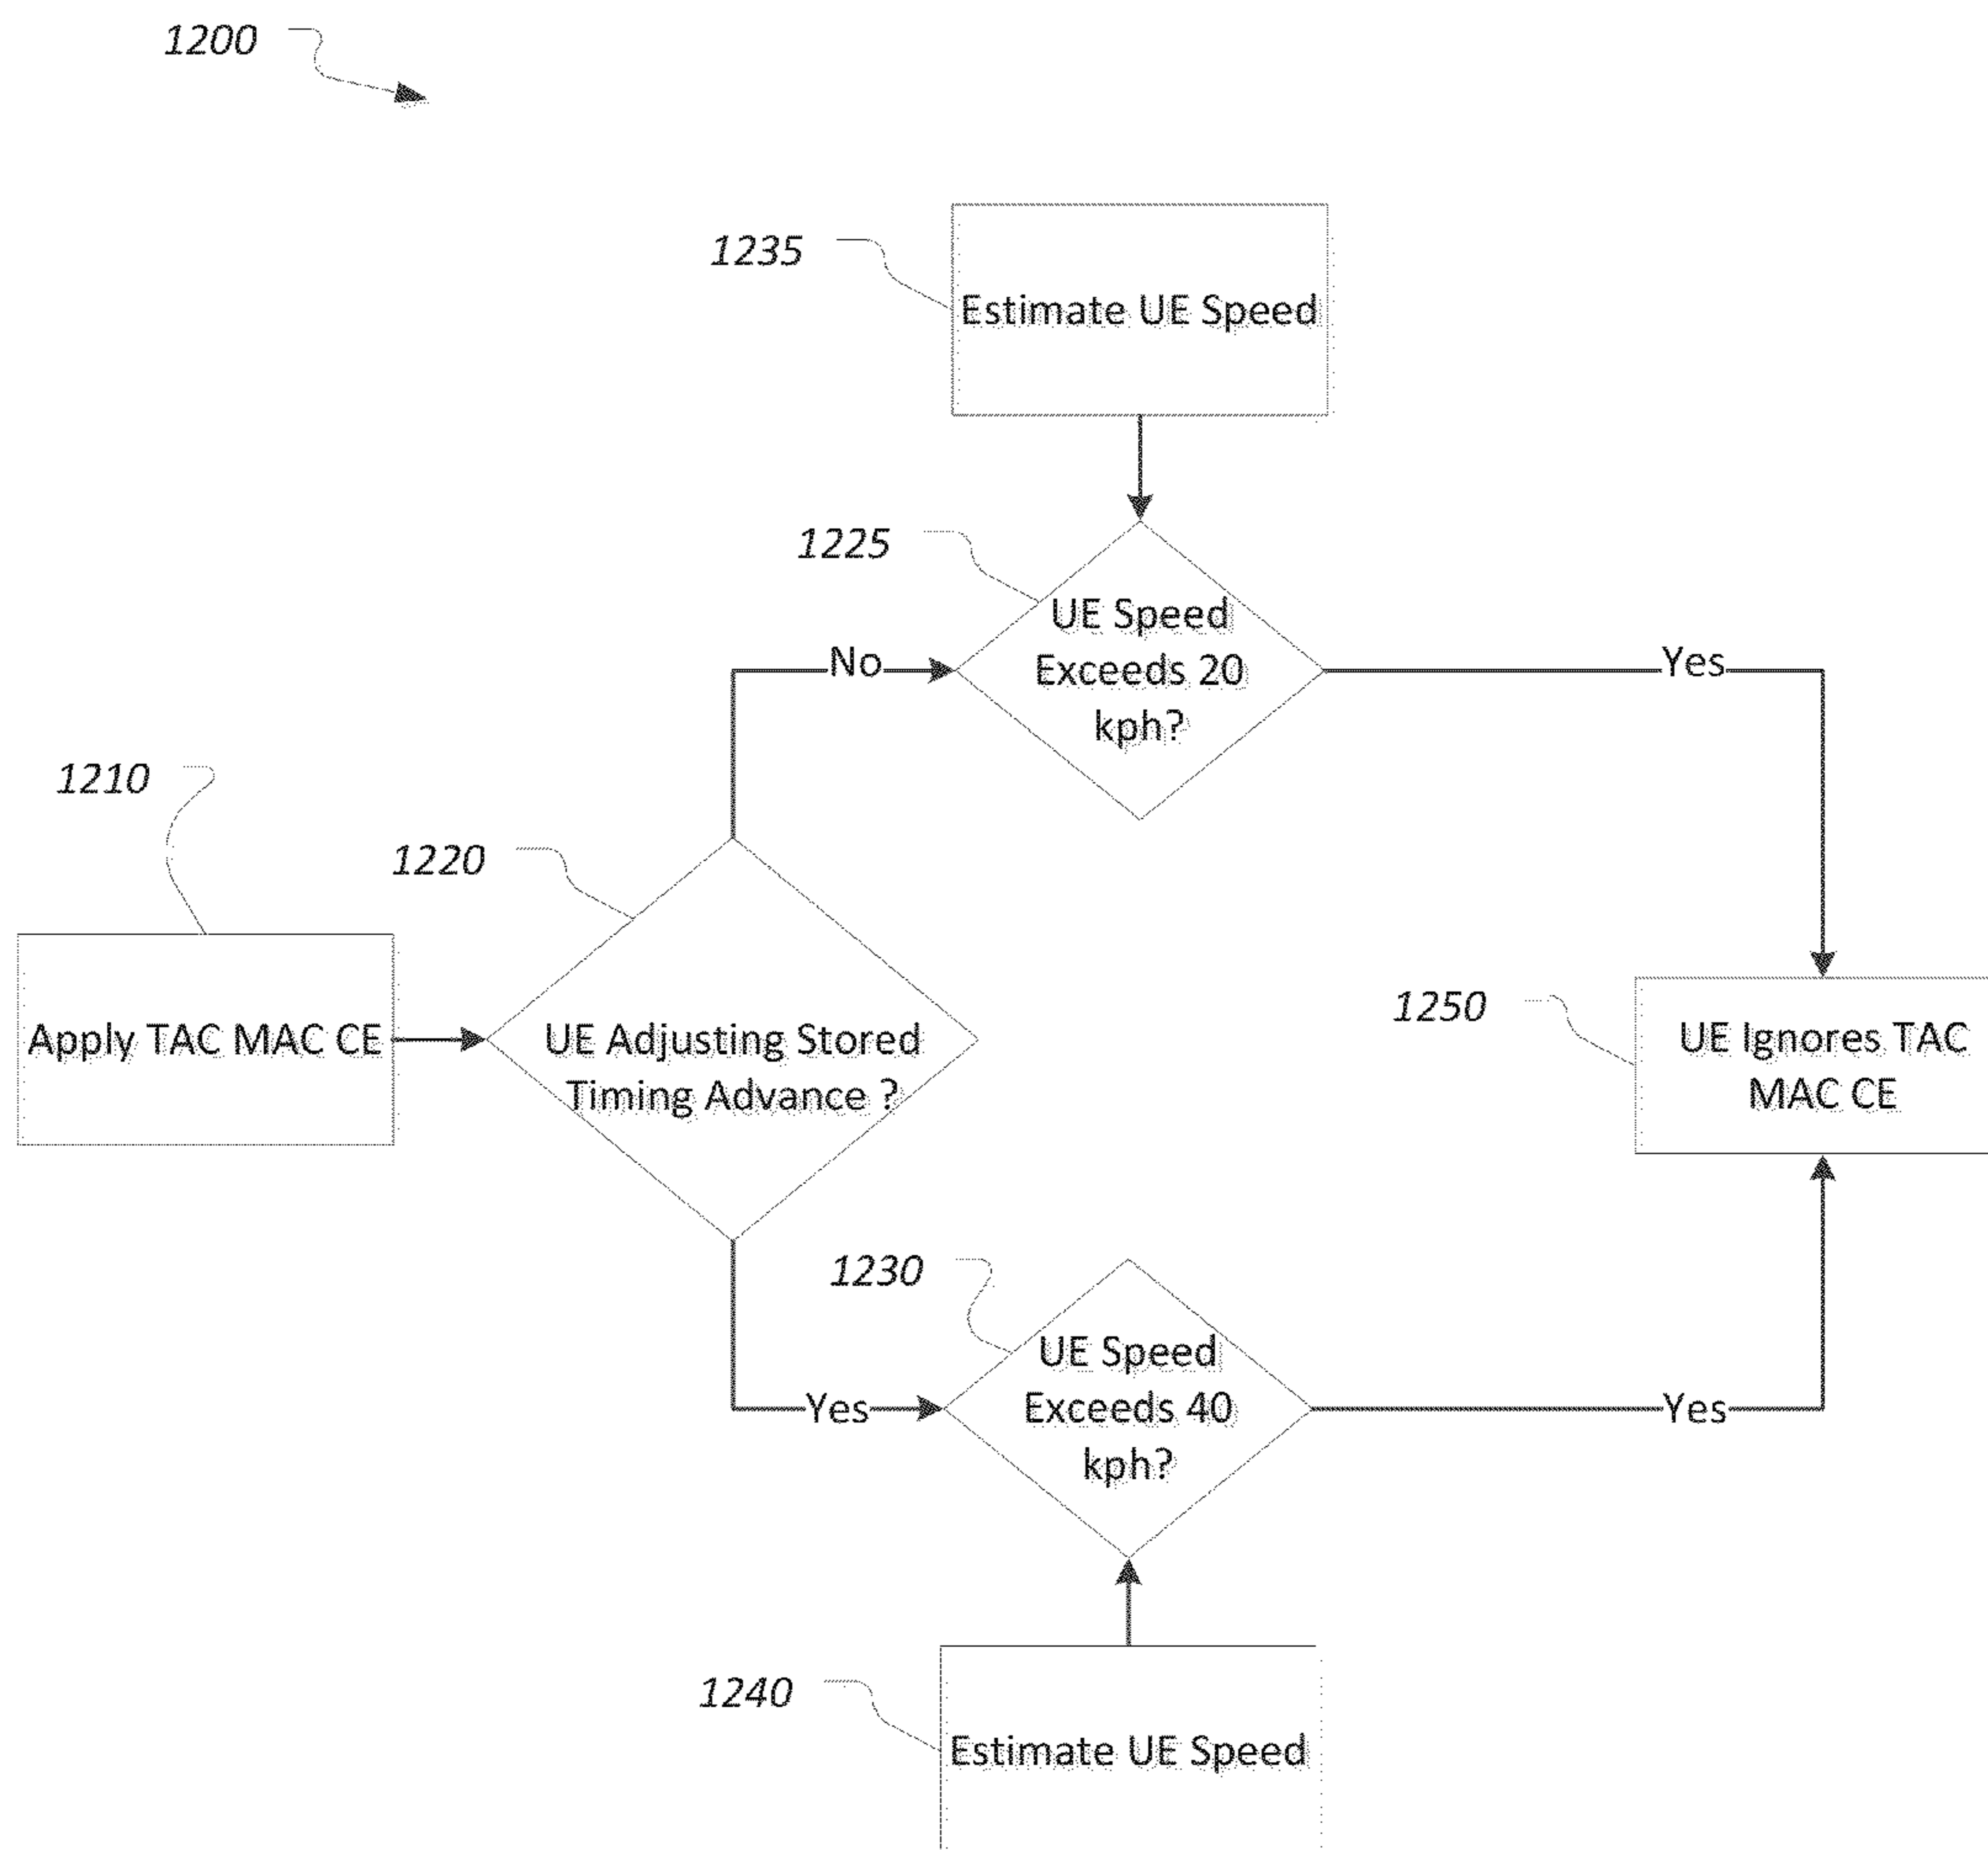 1200
1235
Estimate UE Speed
1225
UE Speed
Exceeds 20
kph?
No
Yes
1210
1220
Apply TAC MAC CE
UE Adjusting Stored
Timing Advance ?
1250
UE Ignores TAC
MAC CE
1230
UE Speed
Exceeds 40
kph?
Yes
Yes
1240
Estimate UE Speed